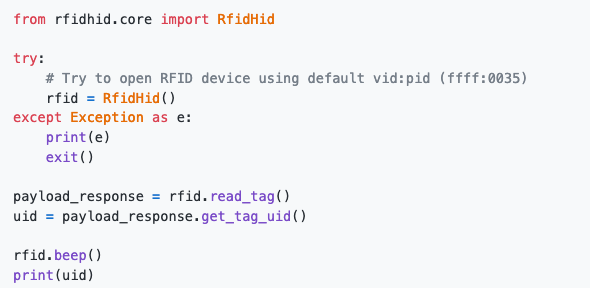 from rfidhid.core import RfidHid

try:
    # Try to open RFID device using default vid:pid (ffff:0035)
    rfid = RfidHid()
except Exception as e:
    print(e)
    exit()

payload_response = rfid.read_tag()
uid = payload_response.get_tag_uid()

rfid.beep()
print(uid)